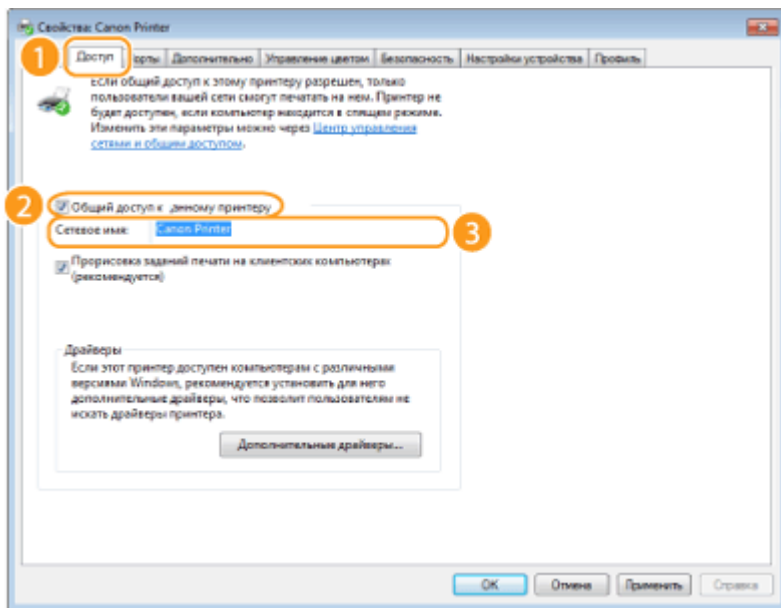 Свойства: Canon Printer
1
Доступ орты Дополнительно Управление цветом Безопасность Настройки устройства Профиль
Если общий доступ к этому принтеру разрешен, только
пользователи вашей сети смогут печатать на нем. Принтер не
будет доступен, если компьютер находится в спящем режиме.
Изменить эти параметры можно через Центр управления
сетями и общим доступом.
2
Общий доступ к анному принтеру
Сетевое имя: Canon Printer
3
Прорисовка заданий печати на клиентских компьютерах
(рекомендуется)
Драйверы
Если этот принтер доступен компьютерам с различными
версиями Windows, рекомендуется установить для него
дополнительные драйверы, что позволит пользователям не
искать драйверы принтера.
Дополнительные драйверы...
OK Отмена Применить Справка